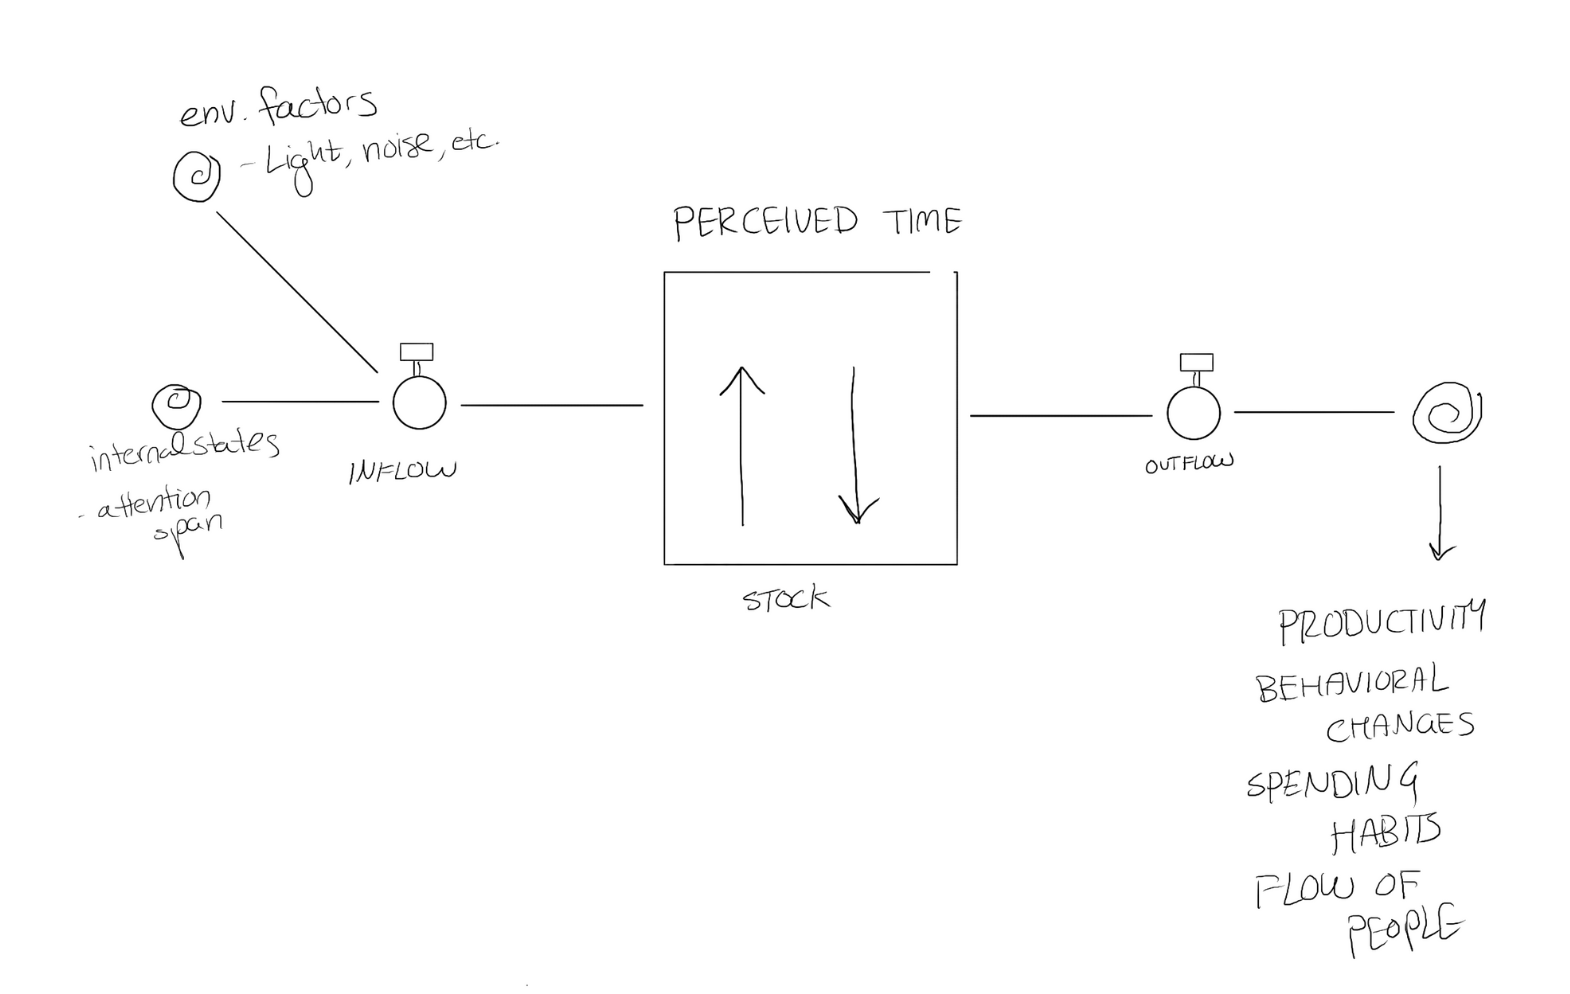 env. factors
- Light, noise, etc.
PERCEIVED TIME
internal states
- attention
span
INFLOW
STOCK
OUTFLOW
PRODUCTIVITY
BEHAVIORAL
CHANGES
SPENDING
HABITS
FLOW OF
PEOPLE